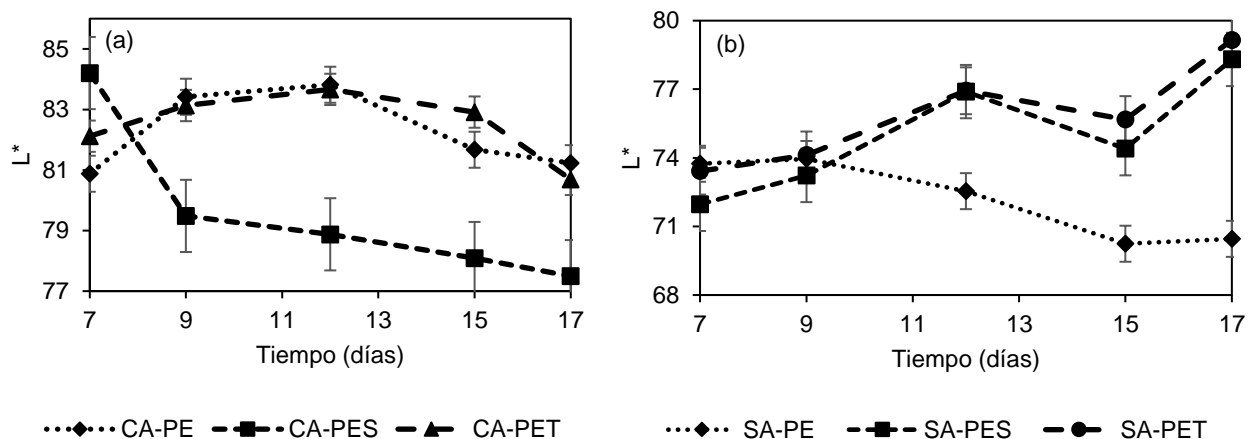 (a)
85
83
81
79
77
L*
7 9 11 13 15 17
Tiempo (días)
CA-PE CA-PES CA-PET
(b)
80
77
74
71
68
L*
7 9 11 13 15 17
Tiempo (días)
SA-PE SA-PES SA-PET